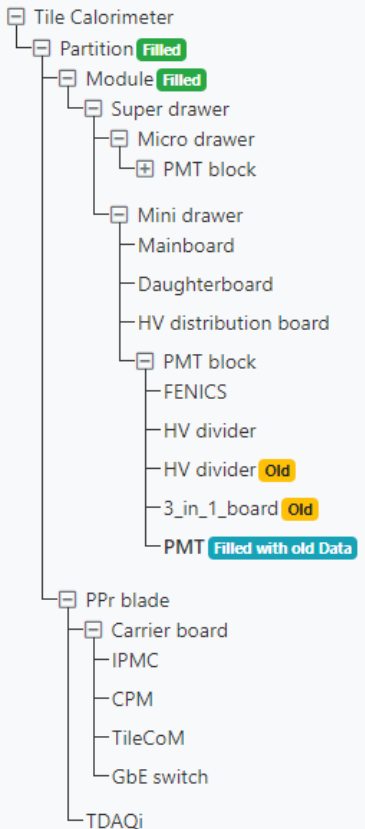 Tile Calorimeter
Partition Filled
Module Filled
Super drawer
Micro drawer
PMT block
Mini drawer
Mainboard
Daughterboard
HV distribution board
PMT block
FENICS
HV divider
HV divider Old
3_in_1_board Old
PMT Filled with old Data
PPr blade
Carrier board
IPMC
CPM
TileCoM
GbE switch
TDAQi